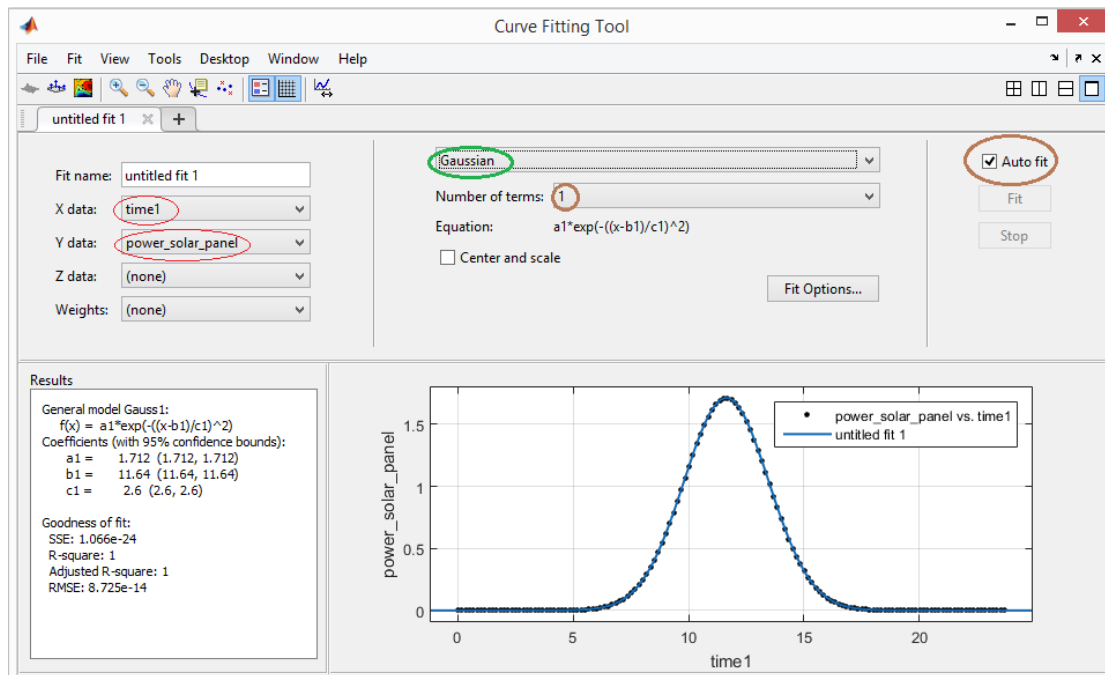 Curve Fitting Tool
File Fit View Tools Desktop Window Help
untitled fit 1
Fit name: untitled fit 1
X data: time1
Y data: power_solar_panel
Z data: (none)
Weights: (none)
Gaussian
Number of terms: 1
Equation: a1*exp(-((x-b1)/c1)^2)
Center and scale
Fit Options...
Auto fit
Fit
Stop
Results
General model Gauss1:
f(x) = a1*exp(-((x-b1)/c1)^2)
Coefficients (with 95% confidence bounds):
a1 = 1.712 (1.712, 1.712)
b1 = 11.64 (11.64, 11.64)
c1 = 2.6 (2.6, 2.6)
Goodness of fit:
SSE: 1.066e-24
R-square: 1
Adjusted R-square: 1
RMSE: 8.725e-14
power_solar_panel vs. time1
untitled fit 1
power_solar_panel
1.5
1
0.5
0
0 5 10 15 20
time1